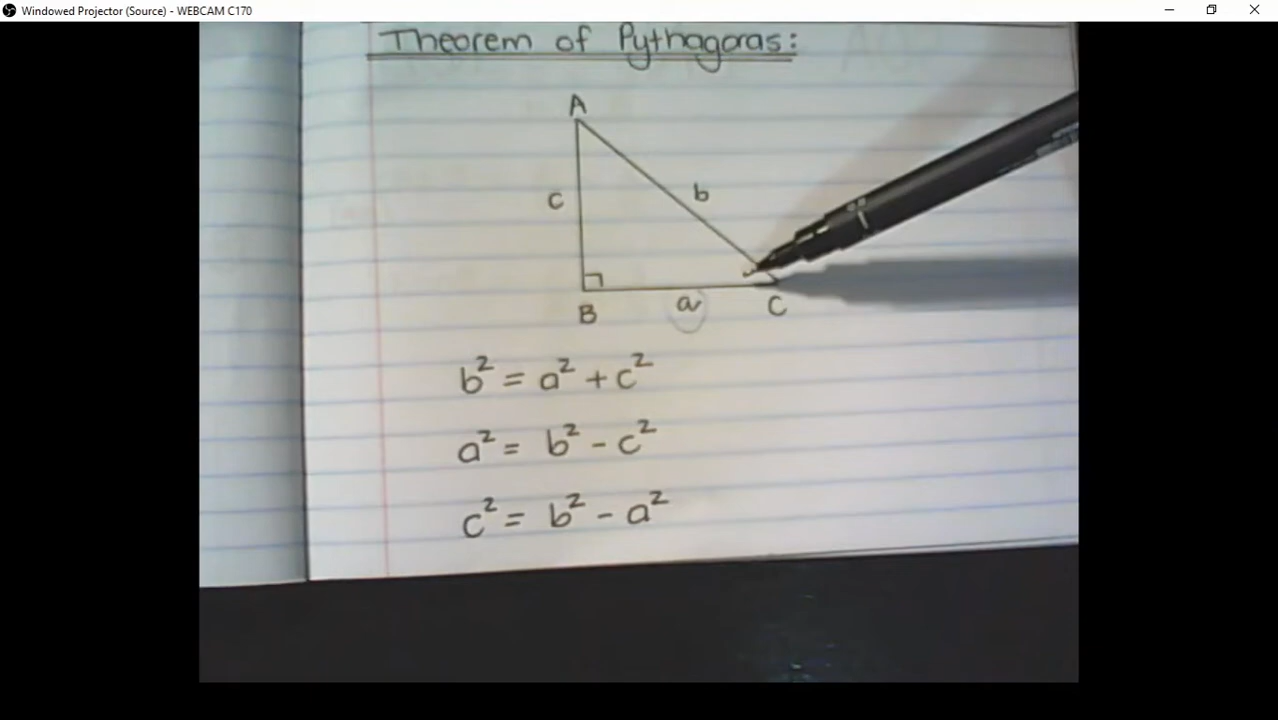 Windowed Projector (Source) - WEBCAM C170
Theorem of Pythagoras:
A
c
b
B
a
C
b² = a² + c²
a² = b² - c²
c² = b² - a²